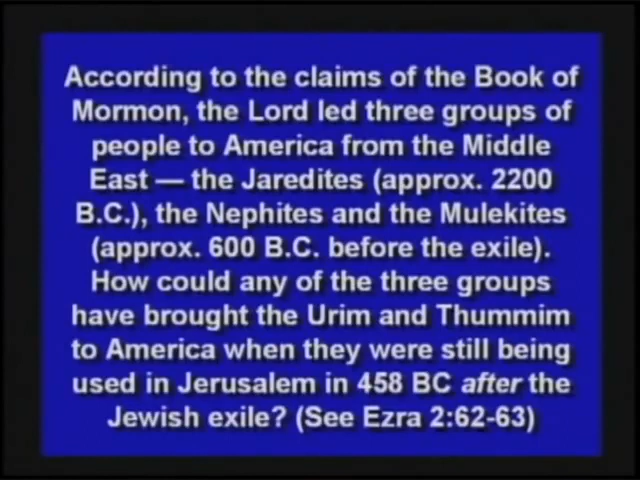 According to the claims of the Book of
Mormon, the Lord led three groups of
people to America from the Middle
East — the Jaredites (approx. 2200
B.C.), the Nephites and the Mulekites
(approx. 600 B.C. before the exile).
How could any of the three groups
have brought the Urim and Thummim
to America when they were still being
used in Jerusalem in 458 BC after the
Jewish exile? (See Ezra 2:62-63)